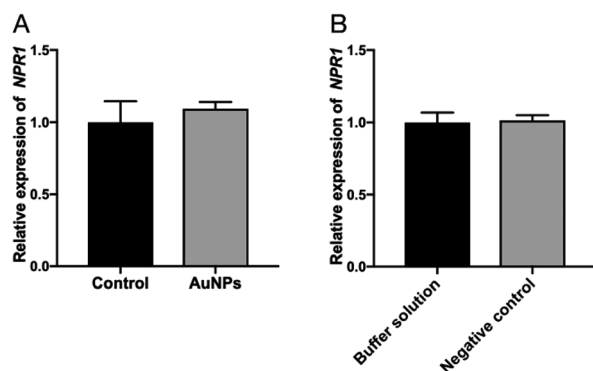 A
Relative expression of NPR1
1.5
1.0
0.5
0.0
Control
AuNPs
B
Relative expression of NPR1
1.5
1.0
0.5
0.0
Buffer solution
Negative control